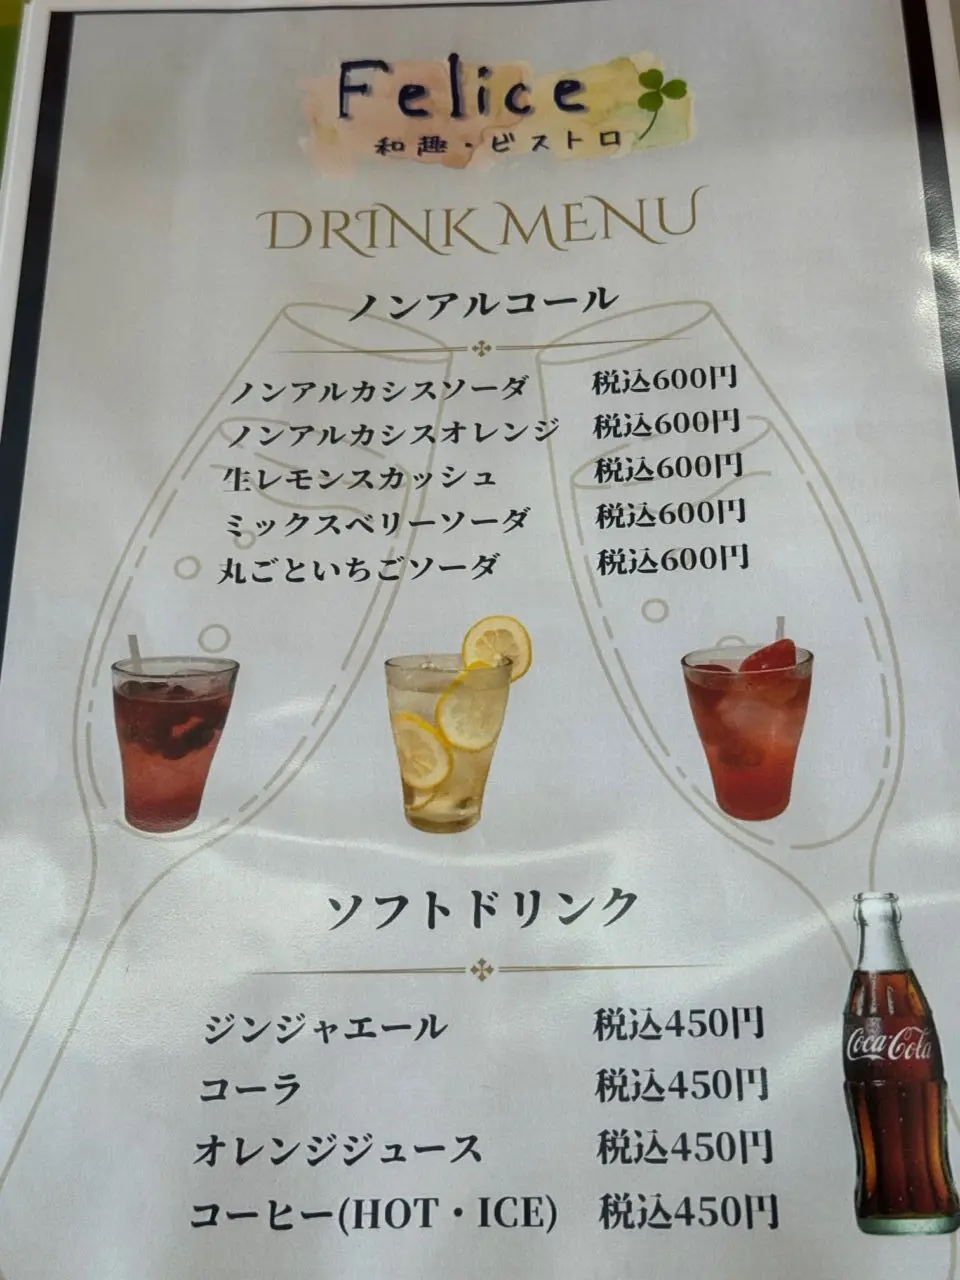 Felice
和趣・ビストロ
DRINK MENU
ノンアルコール
ノンアルカシスソーダ 税込600円
ノンアルカシスオレンジ 税込600円
生レモンスカッシュ 税込600円
ミックスベリーソーダ 税込600円
丸ごといちごソーダ 税込600円
ソフトドリンク
ジンジャエール 税込450円
コーラ 税込450円
Coca-Cola
オレンジジュース 税込450円
コーヒー(HOT・ICE) 税込450円